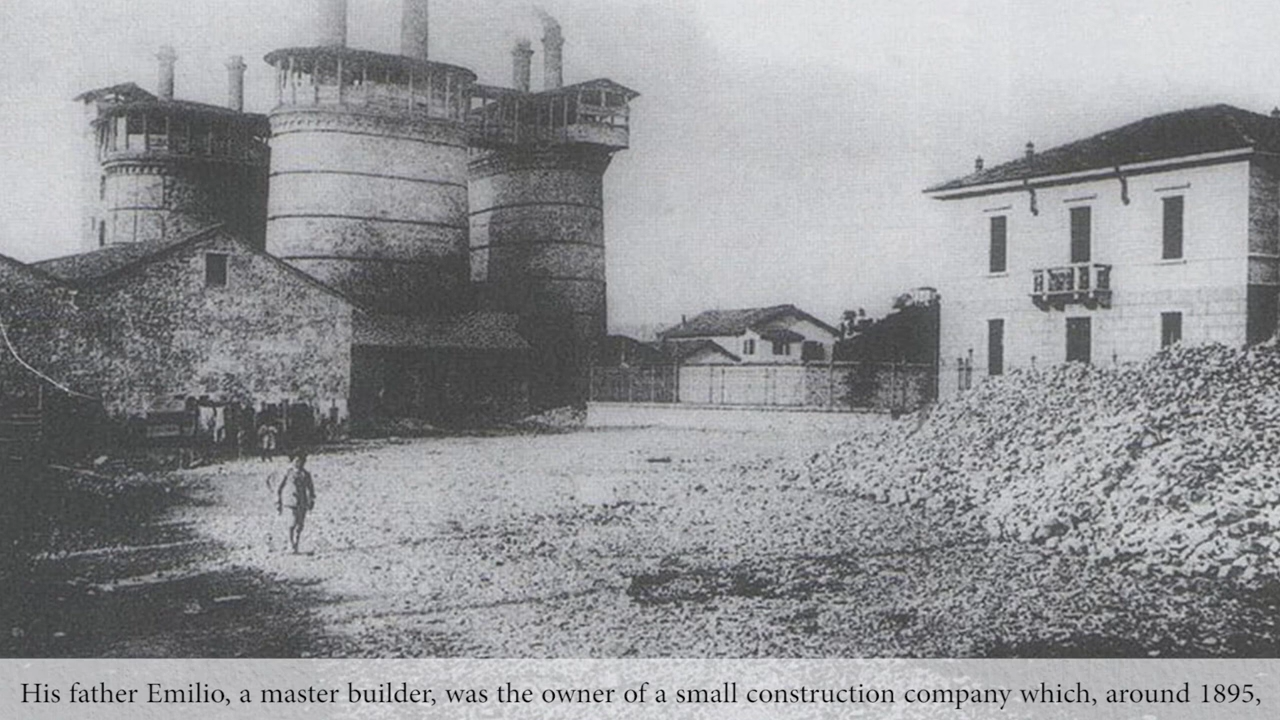 His father Emilio, a master builder, was the owner of a small construction company which, around 1895,